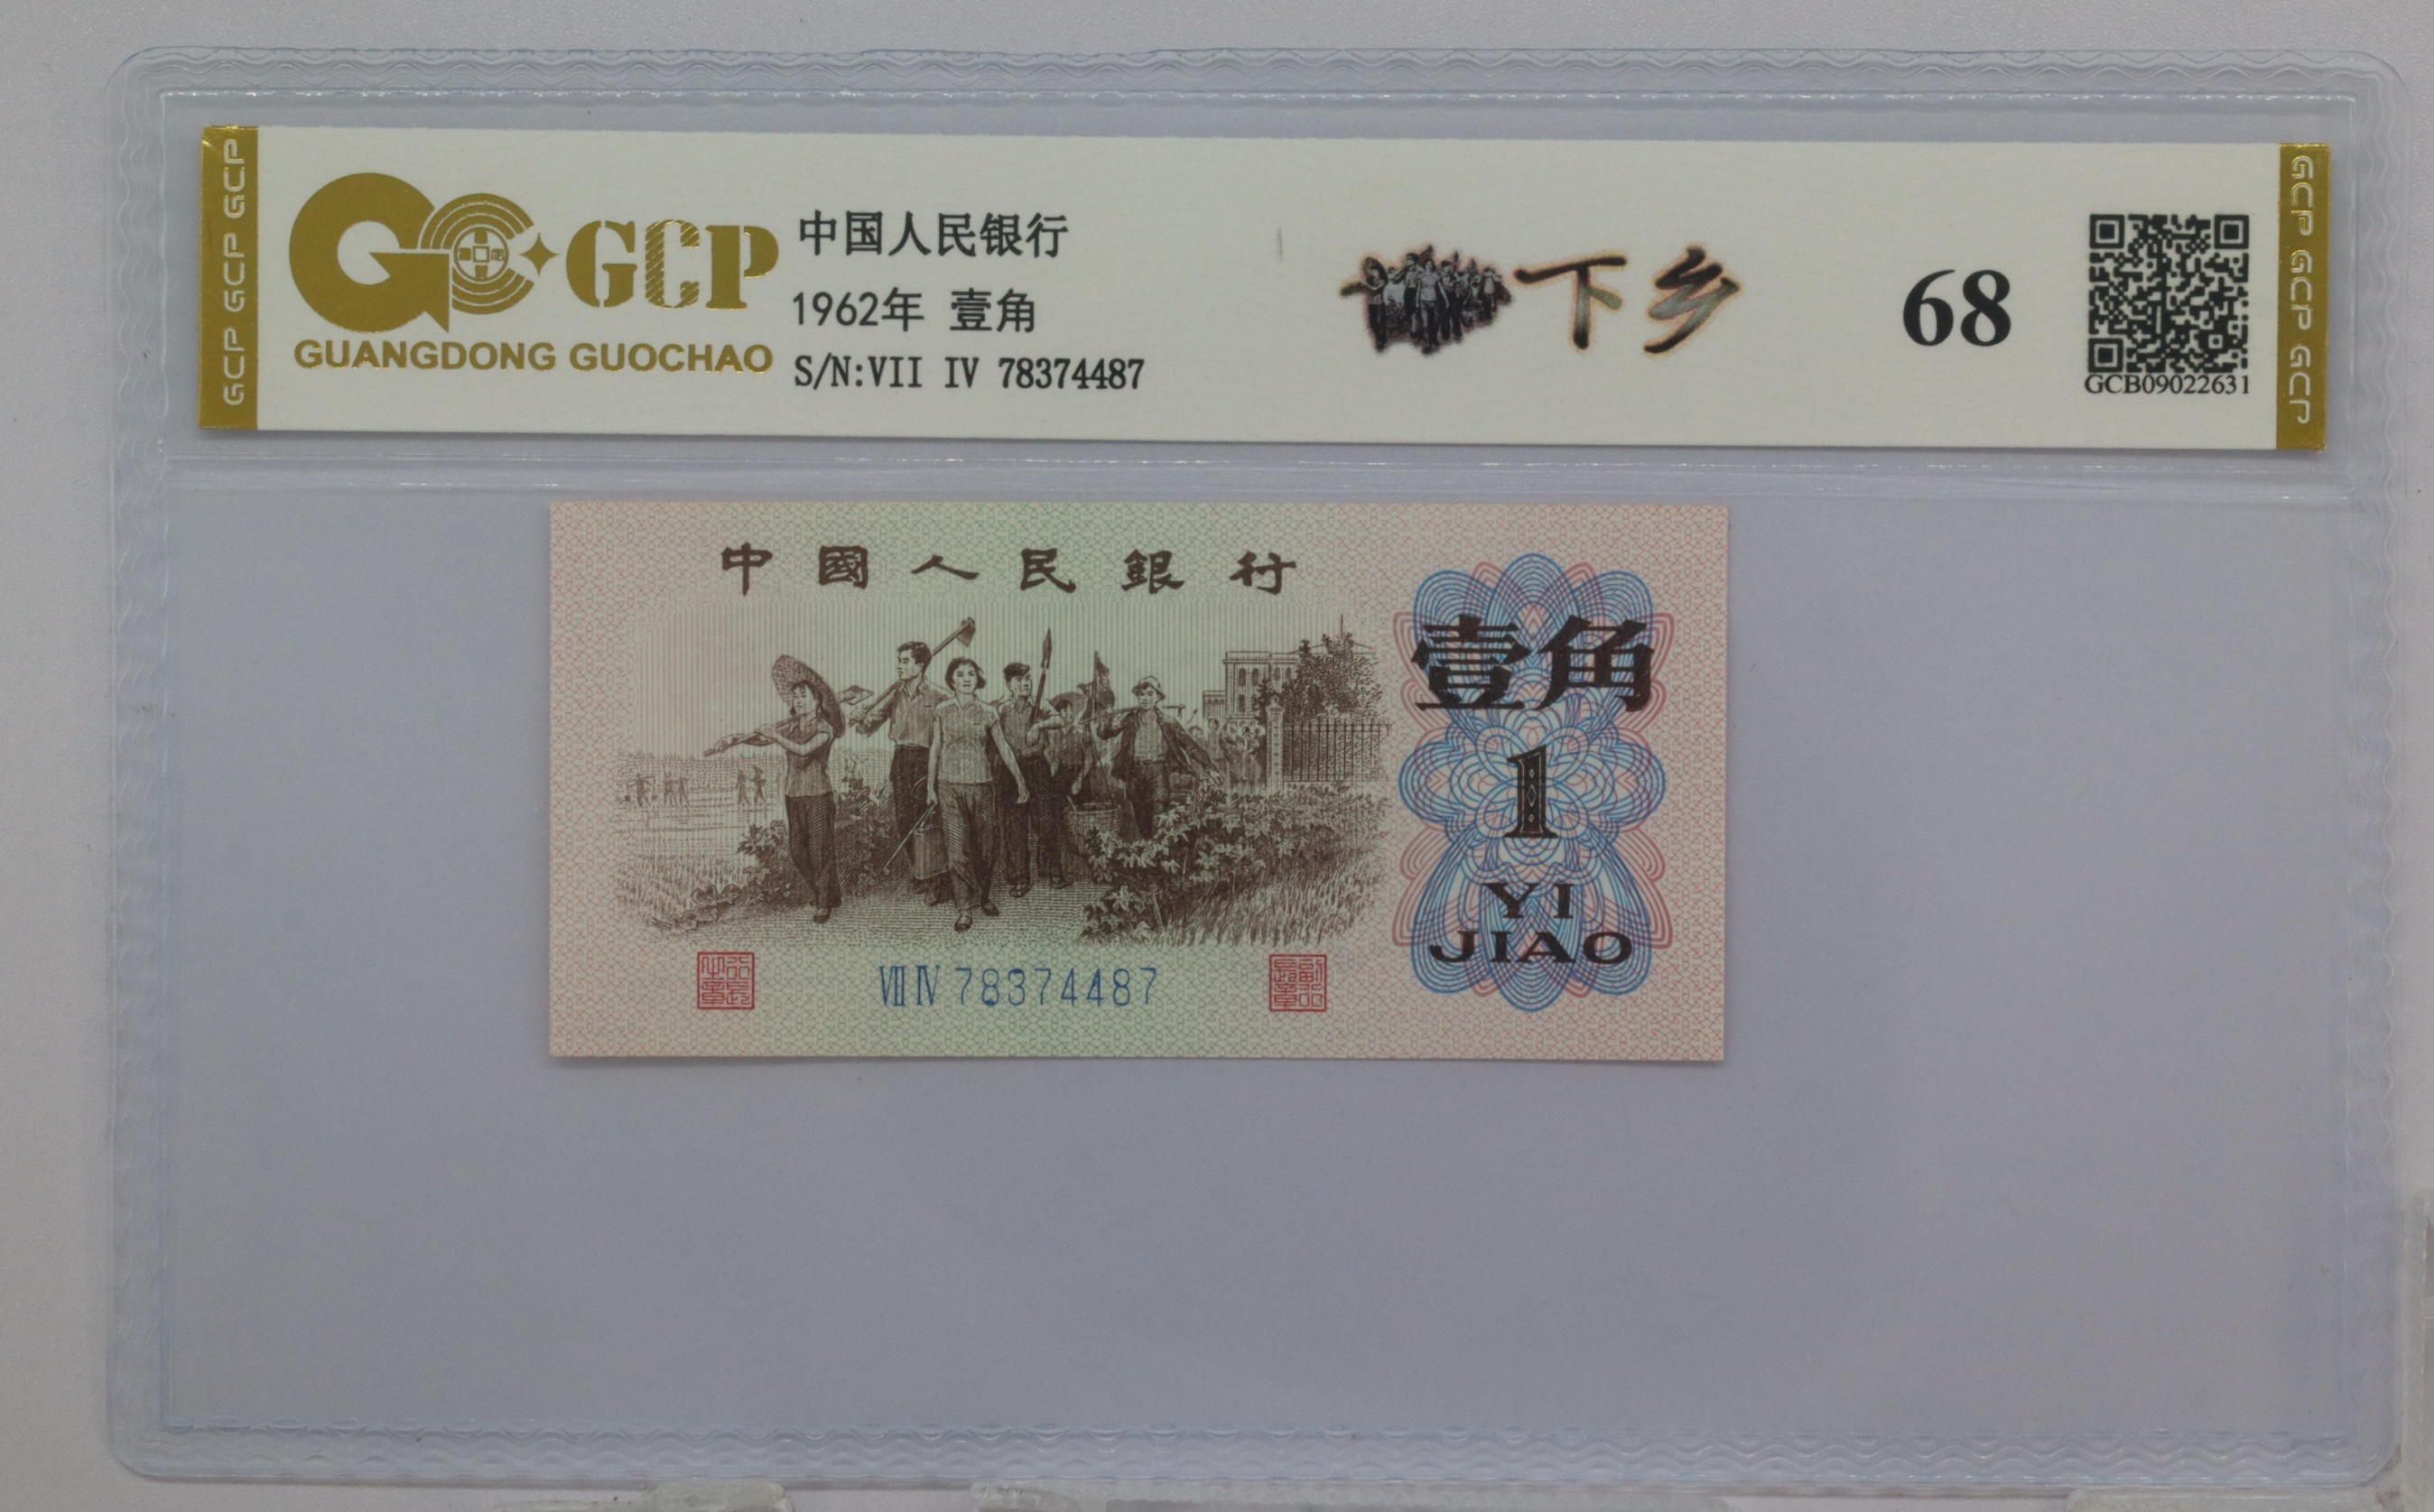 GCP GCP GCP
GCP
GUANGDONG GUOCHAO
中国人民银行
1962年 壹角
S/N:VII IV 78374487
下乡
68
GCB09022631
GCP GCP GCP
中國人民銀行
壹角
1
YI
JIAO
ⅦⅣ 78374487